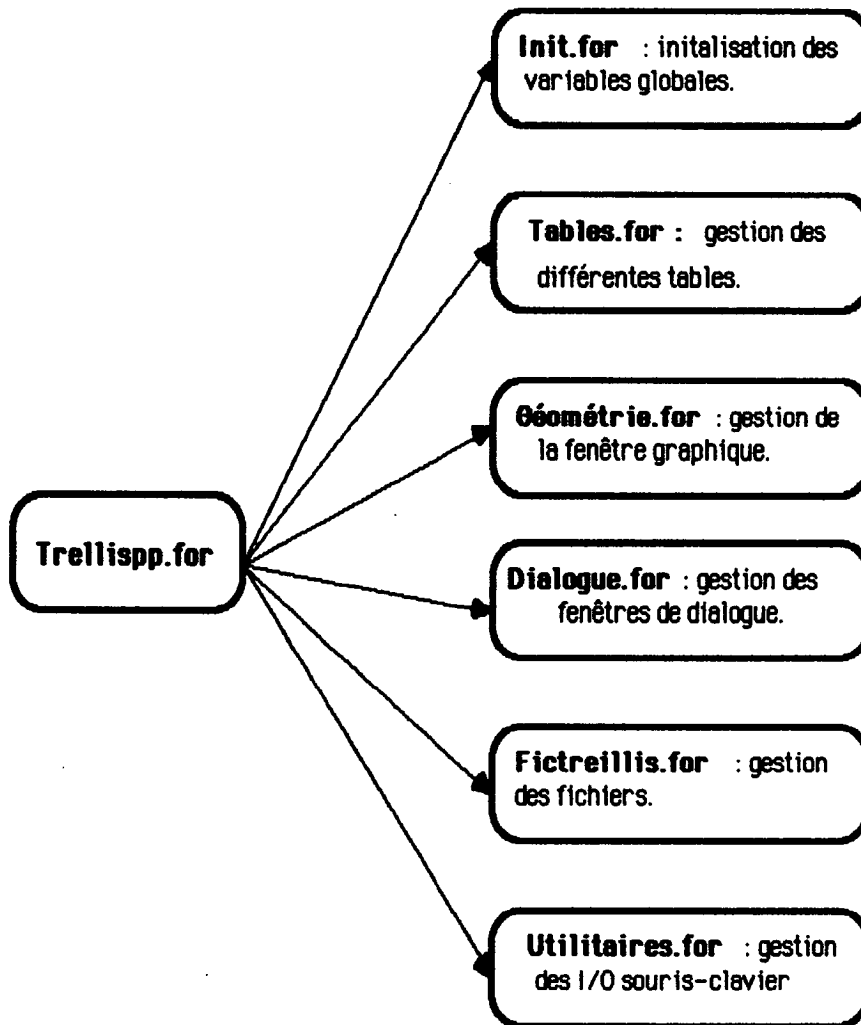 Init.for : initalisation des
variables globales.
Tables.for : gestion des
différentes tables.
Géométrie.for : gestion de
la fenêtre graphique.
Trellispp.for
Dialogue.for : gestion des
fenêtres de dialogue.
Fictreillis.for : gestion
des fichiers.
Utilitaires.for : gestion
des I/O souris-clavier